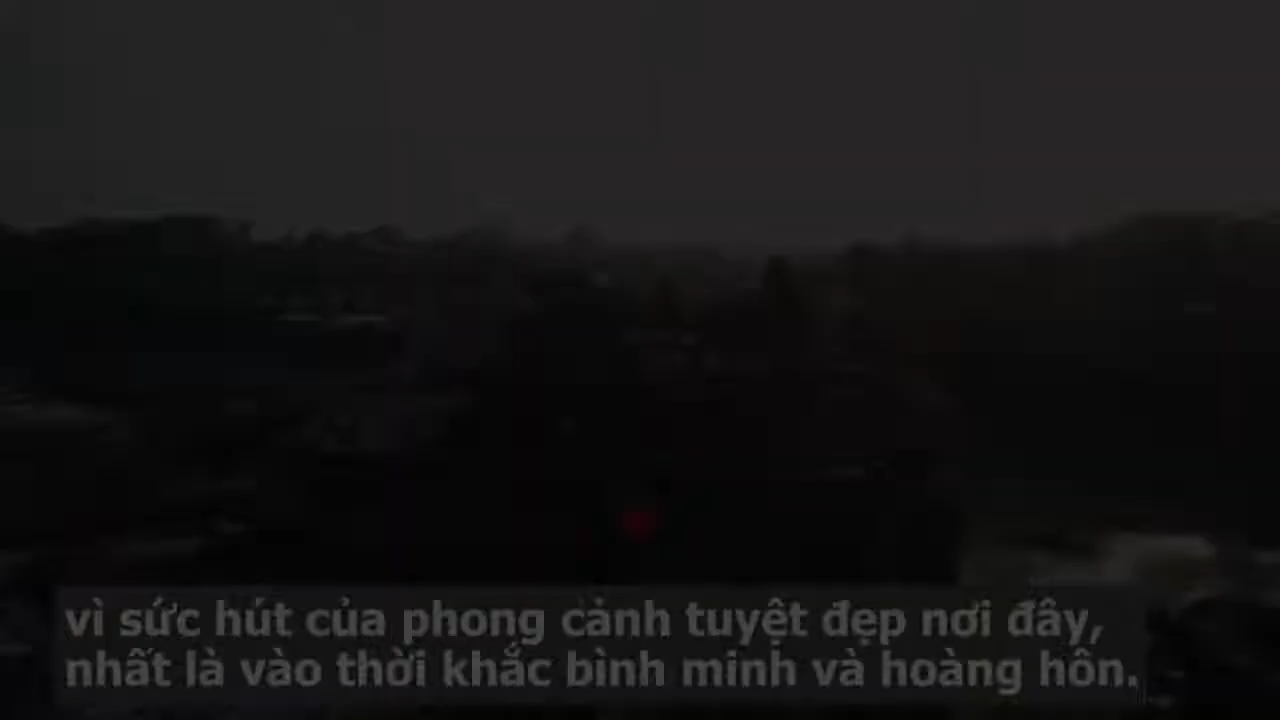 vì sức hút của phong cảnh tuyệt đẹp nơi đây,
nhất là vào thời khắc bình minh và hoàng hôn.